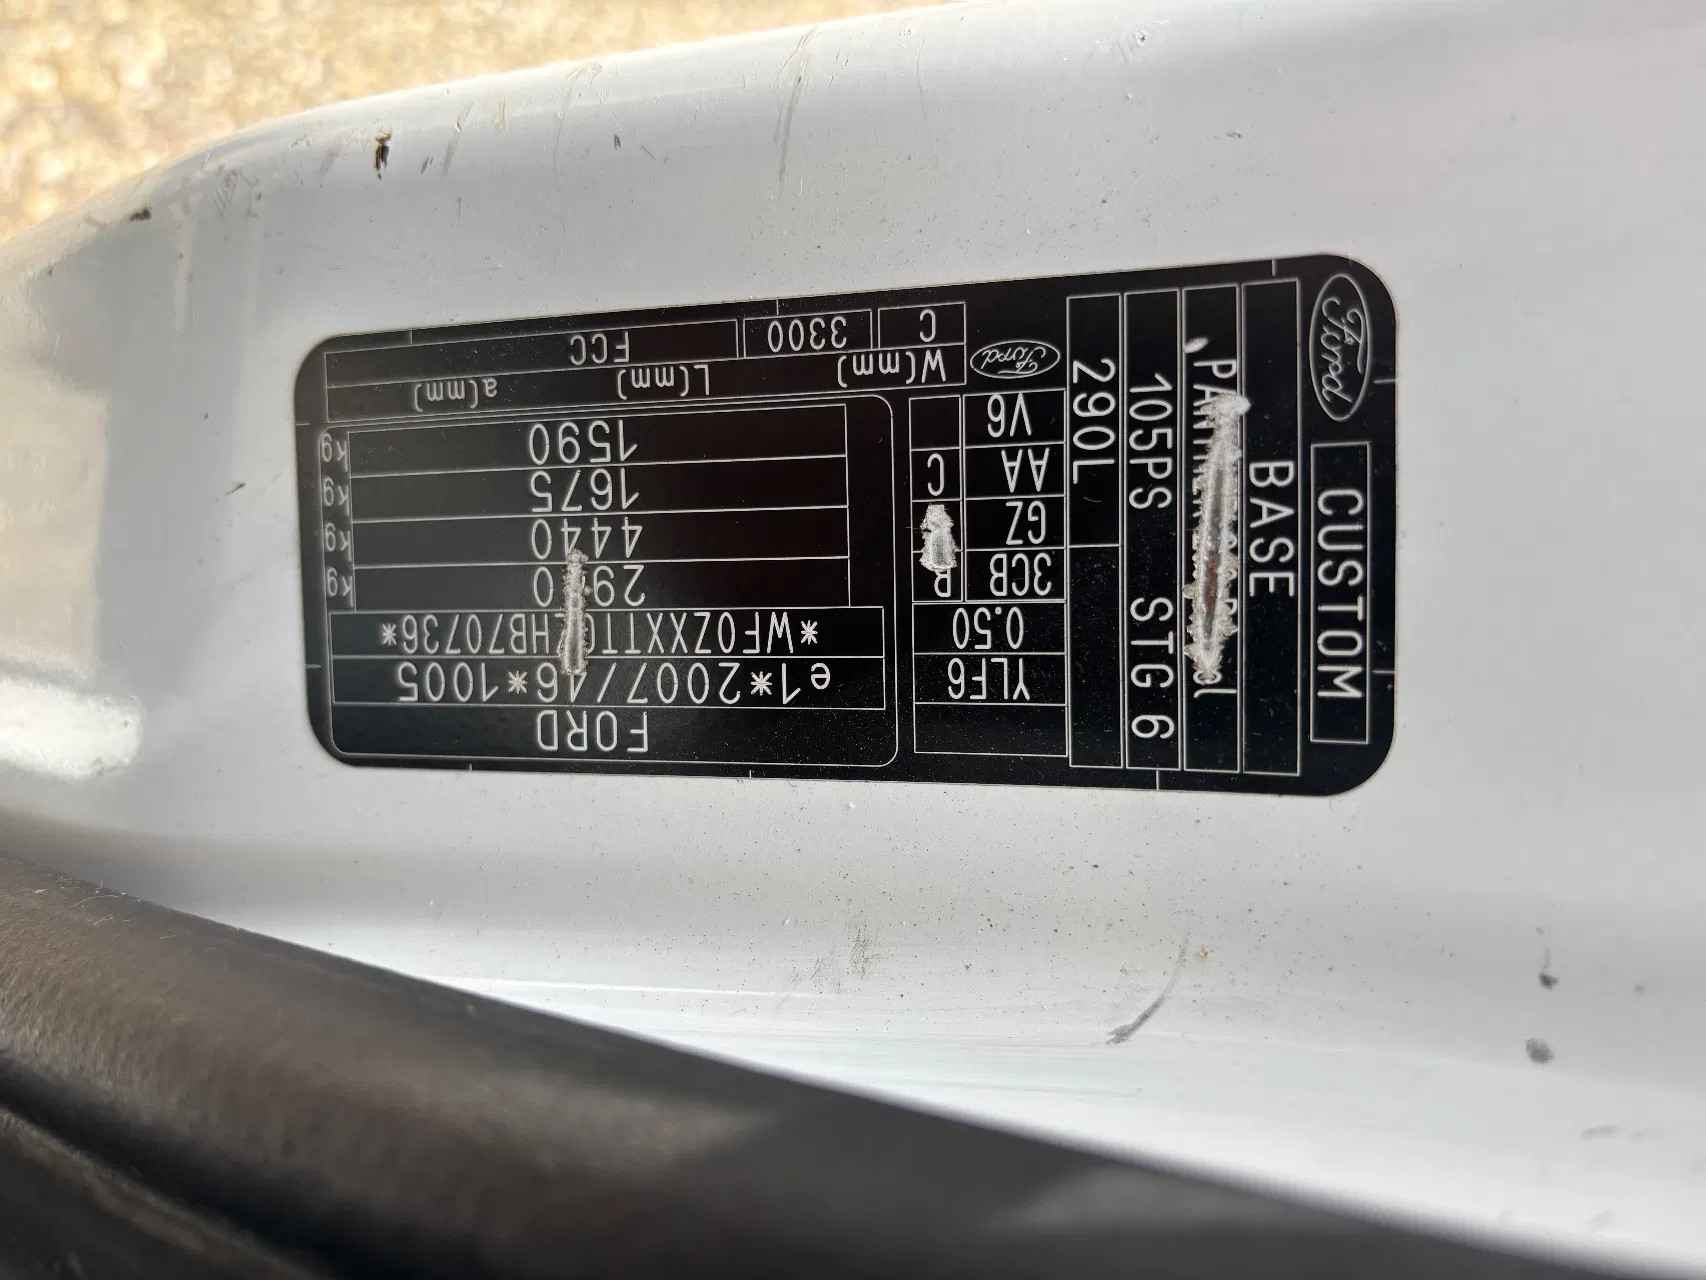 FORD
e1*2007/46*1005
kg
4440 kg
1675 kg
1590 kg
W(mm) L(mm) a(mm)
C 3300 FCC
YLF6
0.50
3CB B
GZ
AA C
V6
Ford
Ford CUSTOM
BASE
105PS STG 6
290L